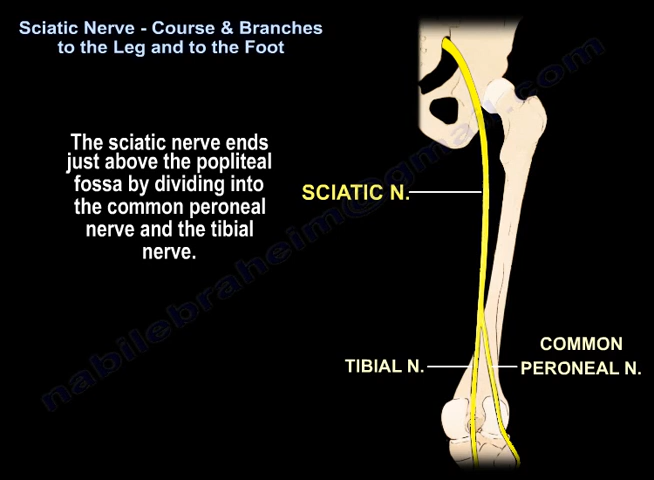 Sciatic Nerve - Course & Branches
to the Leg and to the Foot
The sciatic nerve ends
just above the popliteal
fossa by dividing into
the common peroneal
nerve and the tibial
nerve.
SCIATIC N.
TIBIAL N.
COMMON
PERONEAL N.
nabilebraheim@gmail.com